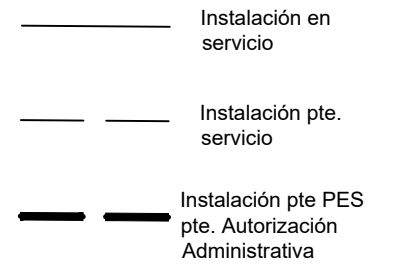 Instalación en
servicio
Instalación pte.
servicio
Instalación pte PES
pte. Autorización
Administrativa